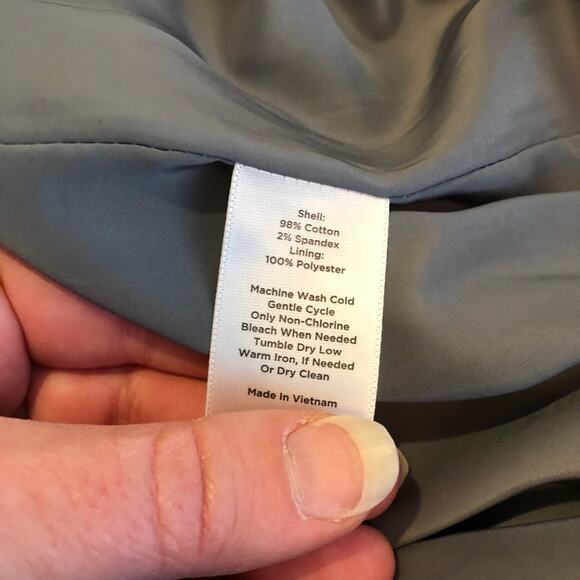 Shell:
98% Cotton
2% Spandex
Lining:
100% Polyester
Machine Wash Cold
Gentle Cycle
Only Non-Chlorine
Bleach When Needed
Tumble Dry Low
Warm Iron, If Needed
Or Dry Clean
Made In Vietnam